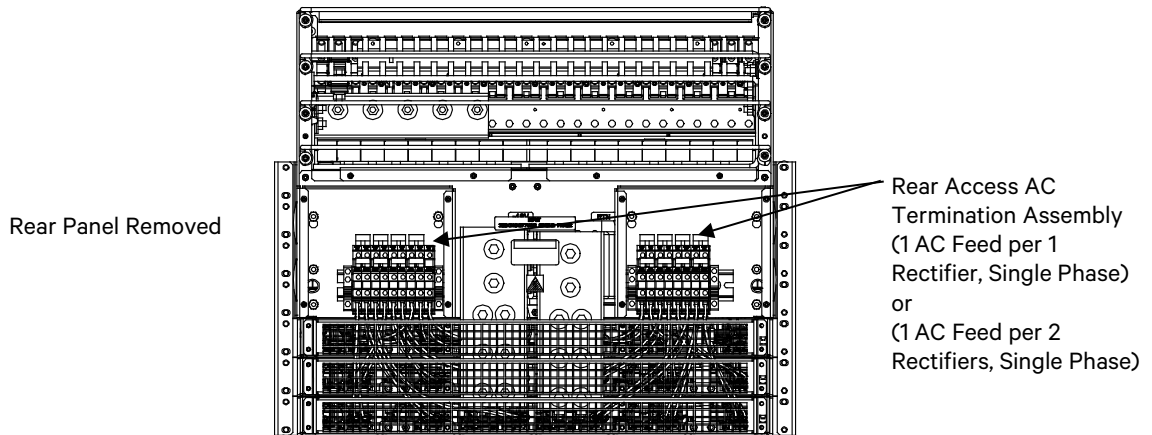 Rear Panel Removed
Rear Access AC
Termination Assembly
(1 AC Feed per 1
Rectifier, Single Phase)
or
(1 AC Feed per 2
Rectifiers, Single Phase)